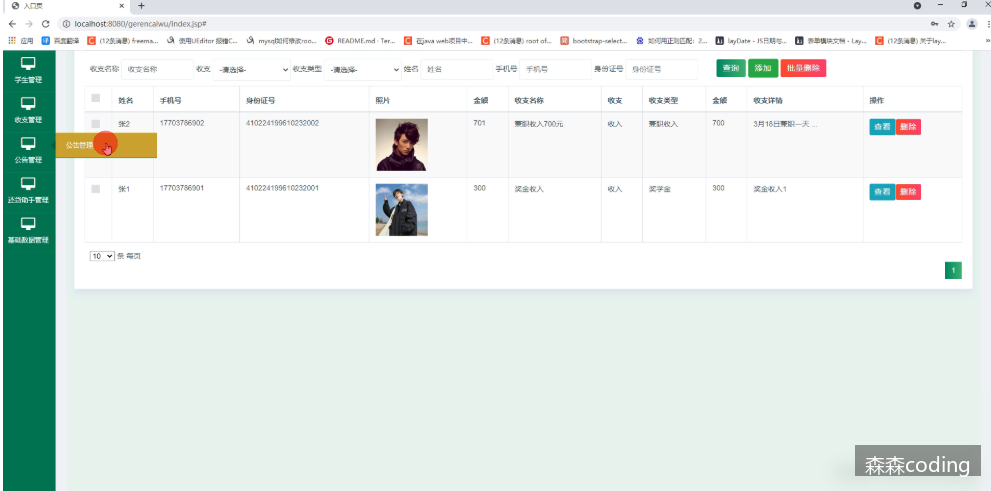 入口页
localhost:8080/gerencaiwu/index.jsp#
应用 百度翻译 (12条消息) freema... 使用UEditor 报错C... mysql如何修改roo... README.md · Ter... 在java web项目中... (12条消息) root of... bootstrap-select... 如何用正则匹配：2... layDate - JS日期与... 表单模块文档 - Lay... (12条消息) 关于lay...
学生管理
收支管理
公告管理
还贷助手管理
基础数据管理
公告管理
收支名称 收支名称 收支 -请选择- 收支类型 -请选择- 姓名 姓名 手机号 手机号 身份证号 身份证号 查询 添加 批量删除
姓名 手机号 身份证号 照片 金额 收支名称 收支 收支类型 金额 收支详情 操作
张2 17703786902 410224199610232002 701 兼职收入700元 收入 兼职收入 700 3月18日兼职一天 ... 查看 删除
张1 17703786901 410224199610232001 300 奖金收入 收入 奖学金 300 奖金收入1 查看 删除
10 条 每页
1
森森coding